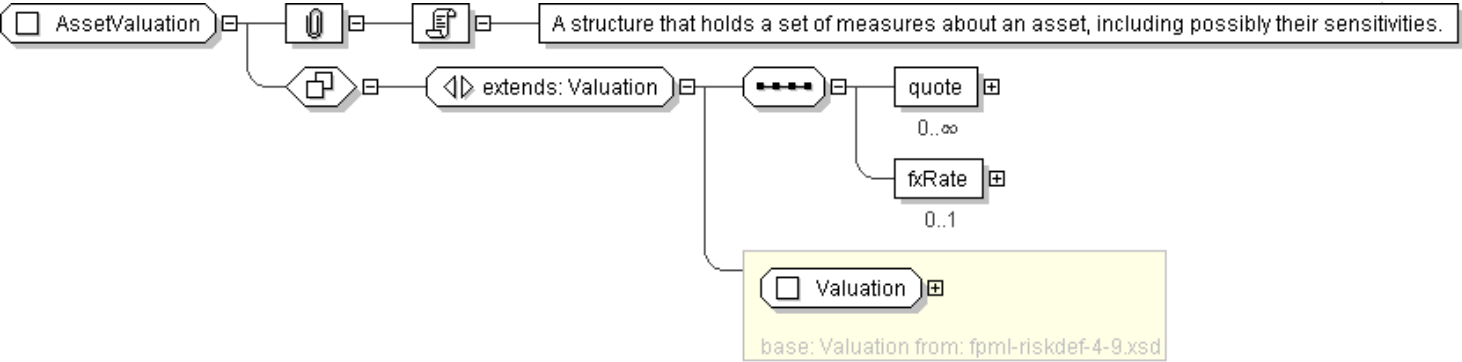 AssetValuation
A structure that holds a set of measures about an asset, including possibly their sensitivities.
extends: Valuation
quote
0..∞
fxRate
0..1
Valuation
base: Valuation from: fpml-riskdef-4-9.xsd